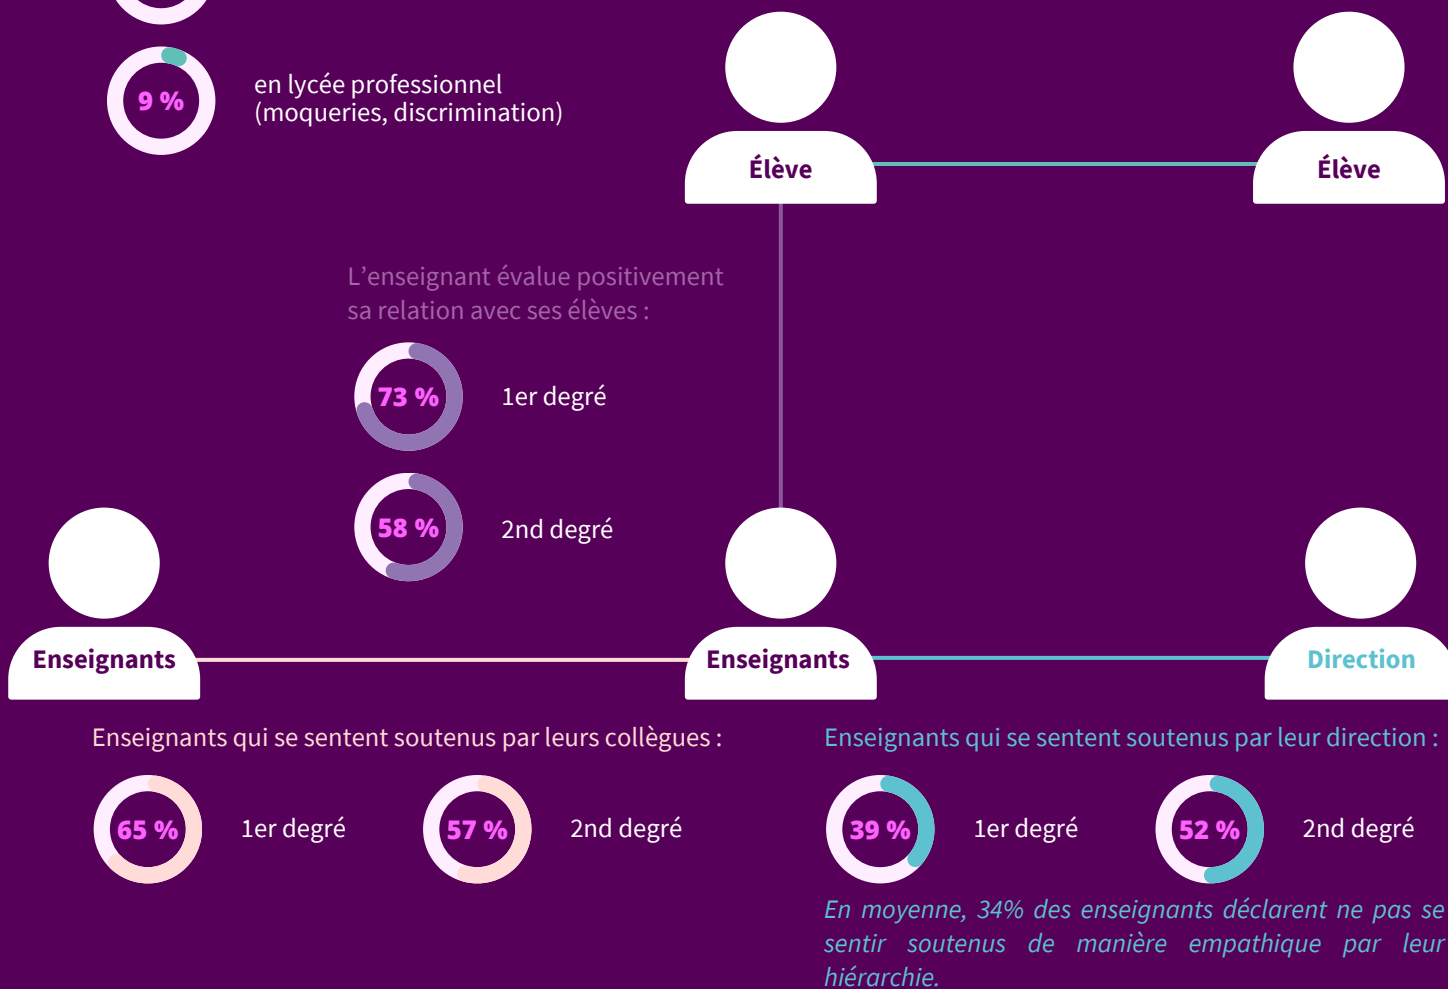 9 %
en lycée professionnel
(moqueries, discrimination)
Élève
Élève
L’enseignant évalue positivement
sa relation avec ses élèves :
73 %
1er degré
58 %
2nd degré
Enseignants
Enseignants
Direction
Enseignants qui se sentent soutenus par leurs collègues :
65 %
1er degré
57 %
2nd degré
Enseignants qui se sentent soutenus par leur direction :
39 %
1er degré
52 %
2nd degré
En moyenne, 34% des enseignants déclarent ne pas se
sentir soutenus de manière empathique par leur
hiérarchie.